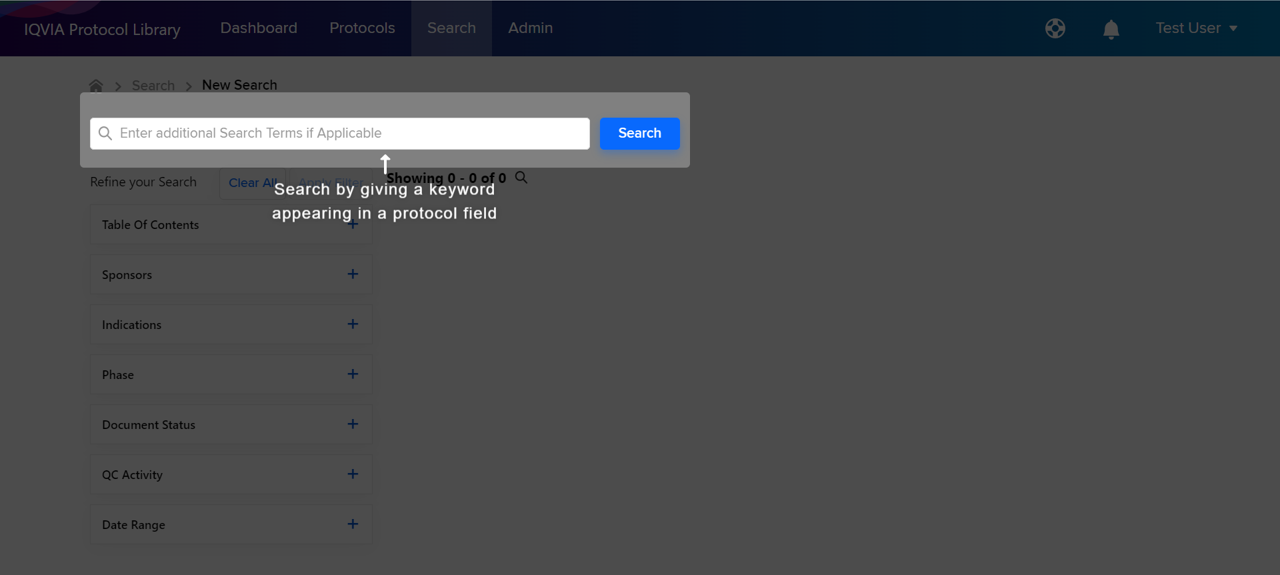 IQVIA Protocol Library
Dashboard
Protocols
Search
Admin
Test User
Search
New Search
Enter additional Search Terms if Applicable
Search
Refine your Search
Clear All
Apply Filter
Showing 0 - 0 of 0
Search by giving a keyword
appearing in a protocol field
Table Of Contents
Sponsors
Indications
Phase
Document Status
QC Activity
Date Range